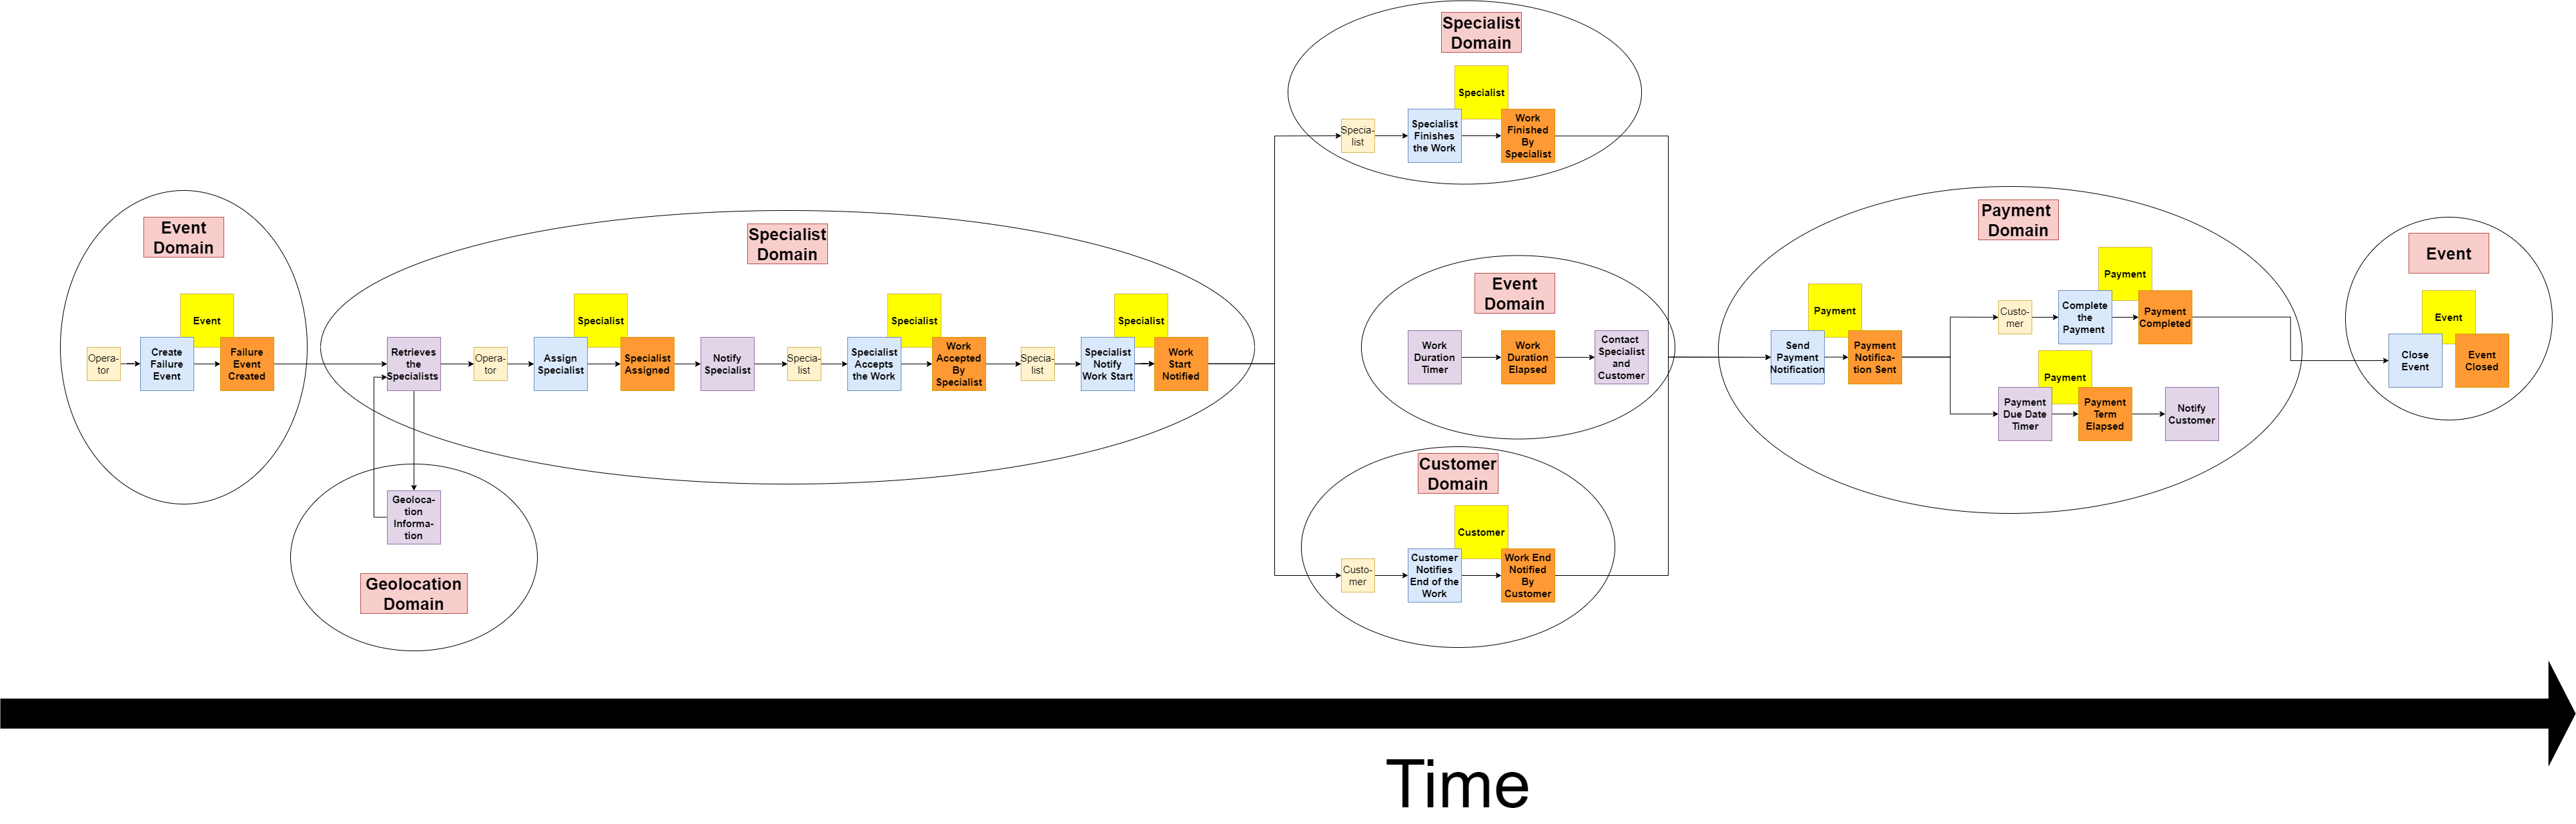 Event
Domain
Event
Opera-
tor
Create
Failure
Event
Failure
Event
Created
Specialist
Domain
Retrieves
the
Specialists
Opera-
tor
Specialist
Assign
Specialist
Specialist
Assigned
Notify
Specialist
Specia-
list
Specialist
Specialist
Accepts
the Work
Work
Accepted
By
Specialist
Specia-
list
Specialist
Specialist
Notify
Work Start
Work
Start
Notified
Geoloca-
tion
Informa-
tion
Geolocation
Domain
Specialist
Domain
Specialist
Specia-
list
Specialist
Finishes
the Work
Work
Finished
By
Specialist
Event
Domain
Work
Duration
Timer
Work
Duration
Elapsed
Contact
Specialist
and
Customer
Customer
Domain
Customer
Custo-
mer
Customer
Notifies
End of the
Work
Work End
Notified
By
Customer
Payment
Domain
Payment
Send
Payment
Notification
Payment
Notifica-
tion Sent
Payment
Custo-
mer
Complete
the
Payment
Payment
Completed
Payment
Payment
Due Date
Timer
Payment
Term
Elapsed
Notify
Customer
Event
Event
Close
Event
Event
Closed
Time